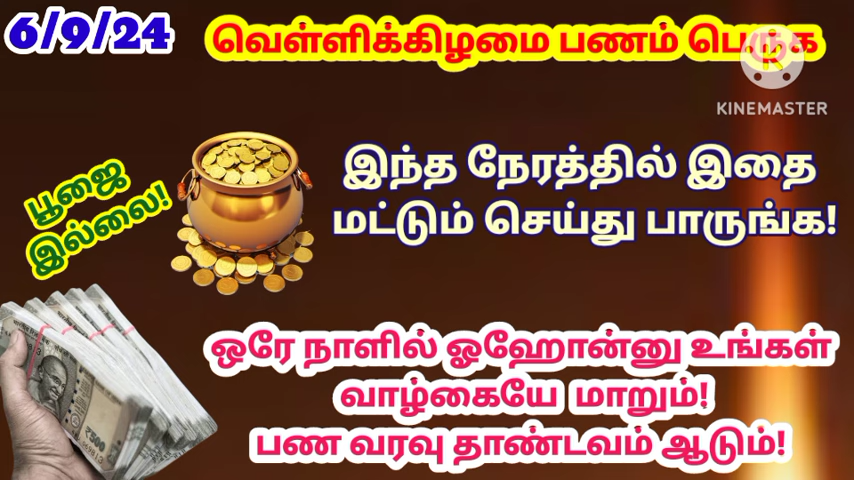 6/9/24
வெள்ளிக்கிழமை பணம் பெருக
KINEMASTER
இந்த நேரத்தில் இதை
மட்டும் செய்து பாருங்க!
பூஜை
இல்லை!
ஒரே நாளில் ஓஹோன்னு உங்கள்
வாழ்கையே மாறும்!
பண வரவு தாண்டவம் ஆடும்!
₹500